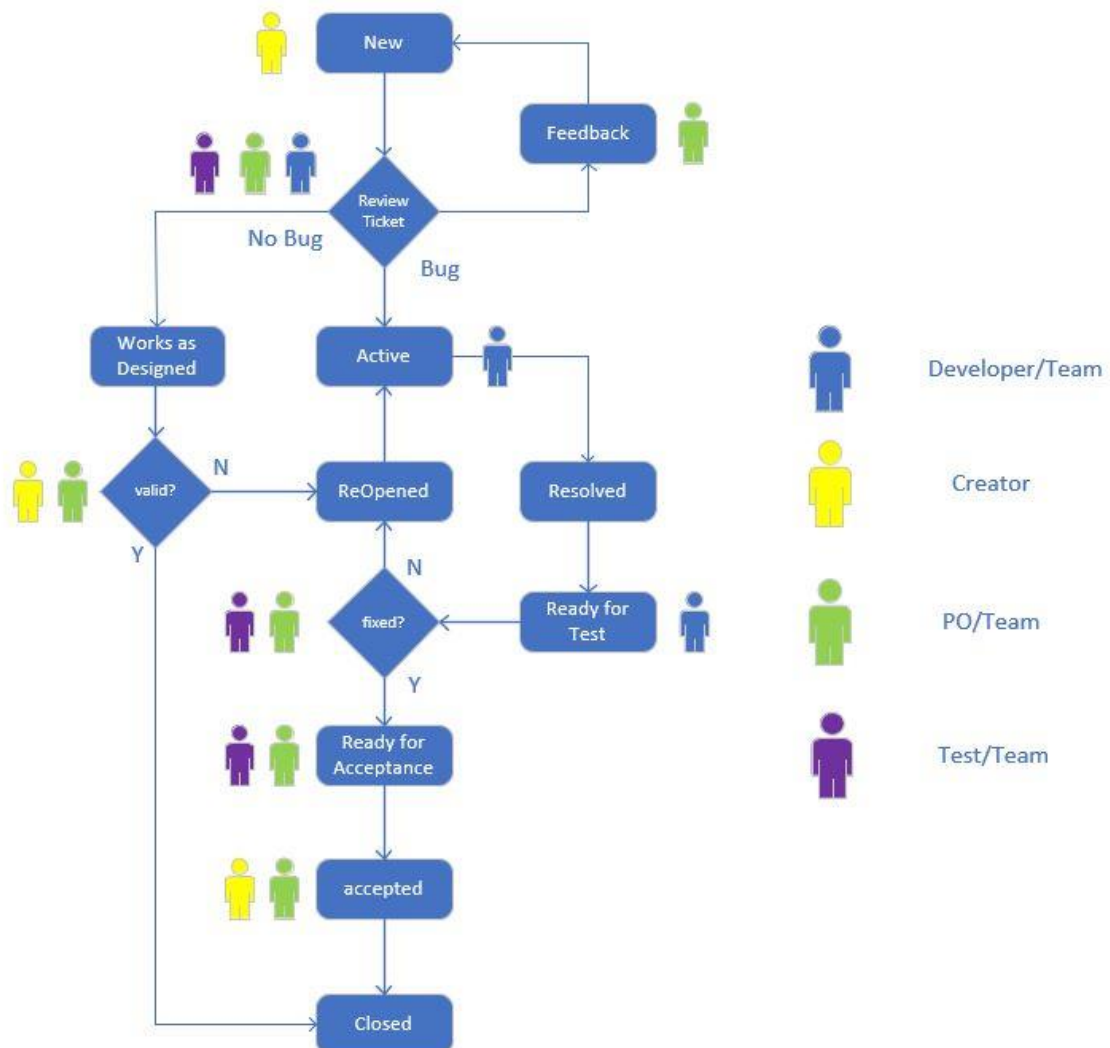 New
Feedback
Review
Ticket
No Bug
Bug
Works as
Designed
Active
Developer/Team
valid?
N
ReOpened
Resolved
Creator
Y
N
fixed?
Ready for
Test
PO/Team
Y
Ready for
Acceptance
Test/Team
accepted
Closed